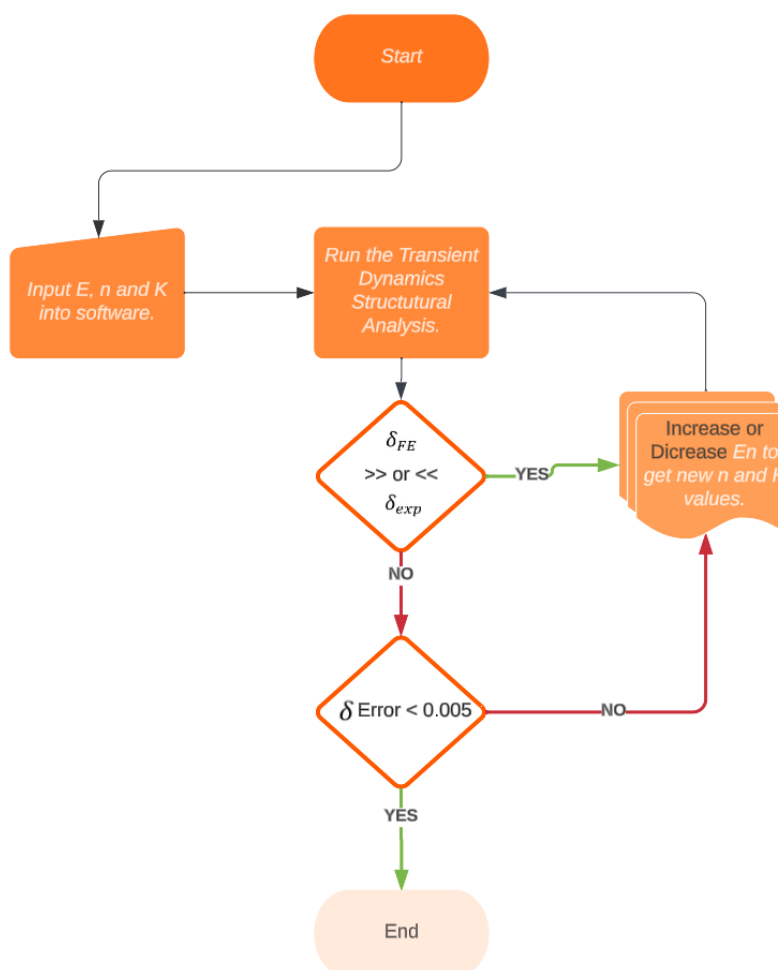 Start
Input E, n and K
into software.
Run the Transient
Dynamics
Structutural
Analysis.
δFE
>> or <<
δexp
YES
Increase or
Dicrease En to
get new n and K
values.
NO
δ Error < 0.005
NO
YES
End